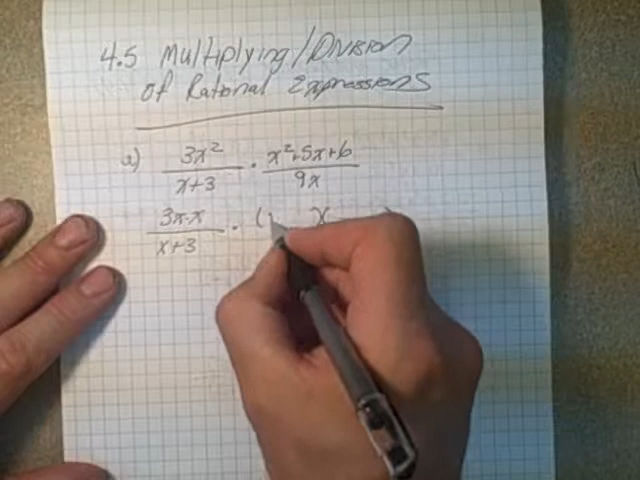 4.5 Multiplying/Division
of Rational Expressions
a) 3x²/x+3 · x²+5x+6/9x
3x·x/x+3 · ( )( )